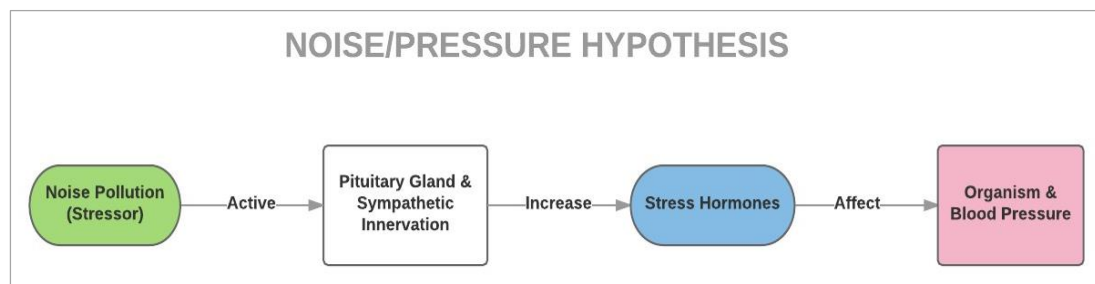 NOISE/PRESSURE HYPOTHESIS
Noise Pollution
(Stressor)
Active
Pituitary Gland &
Sympathetic
Innervation
Increase
Stress Hormones
Affect
Organism &
Blood Pressure